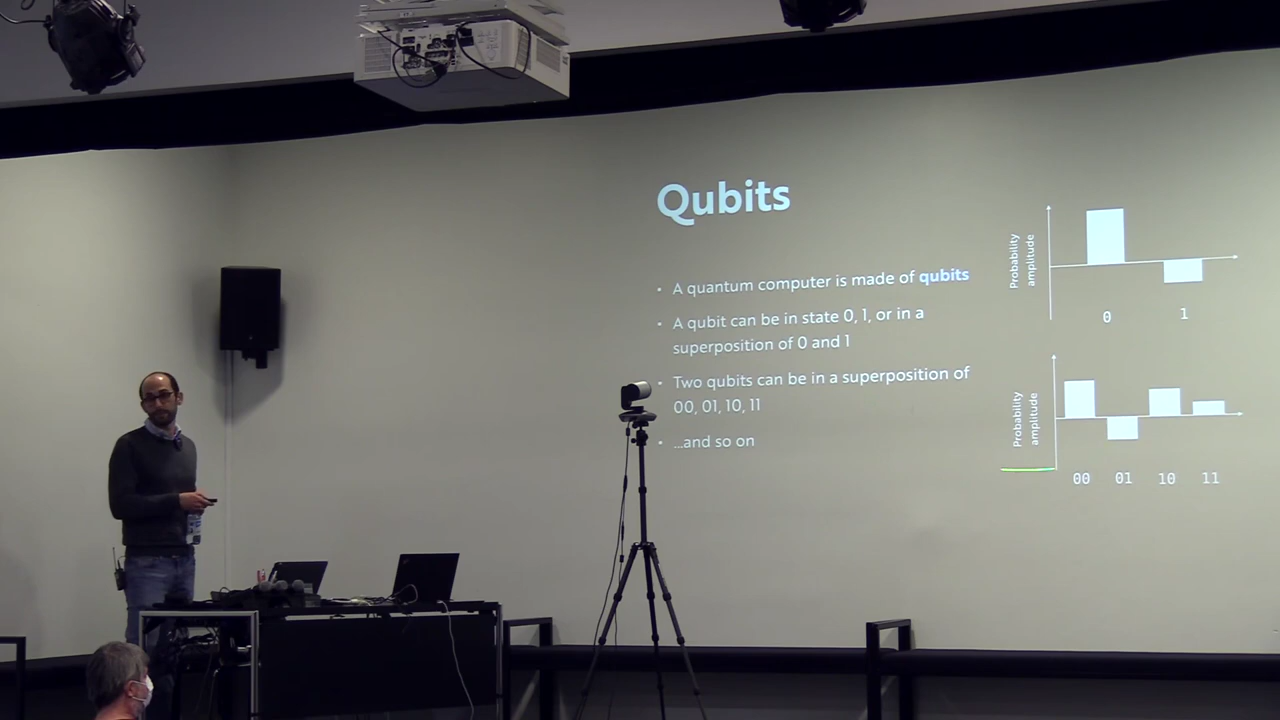 Qubits
• A quantum computer is made of qubits
• A qubit can be in state 0, 1, or in a
superposition of 0 and 1
• Two qubits can be in a superposition of
00, 01, 10, 11
• ...and so on
Probability
amplitude
0 1
Probability
amplitude
00 01 10 11